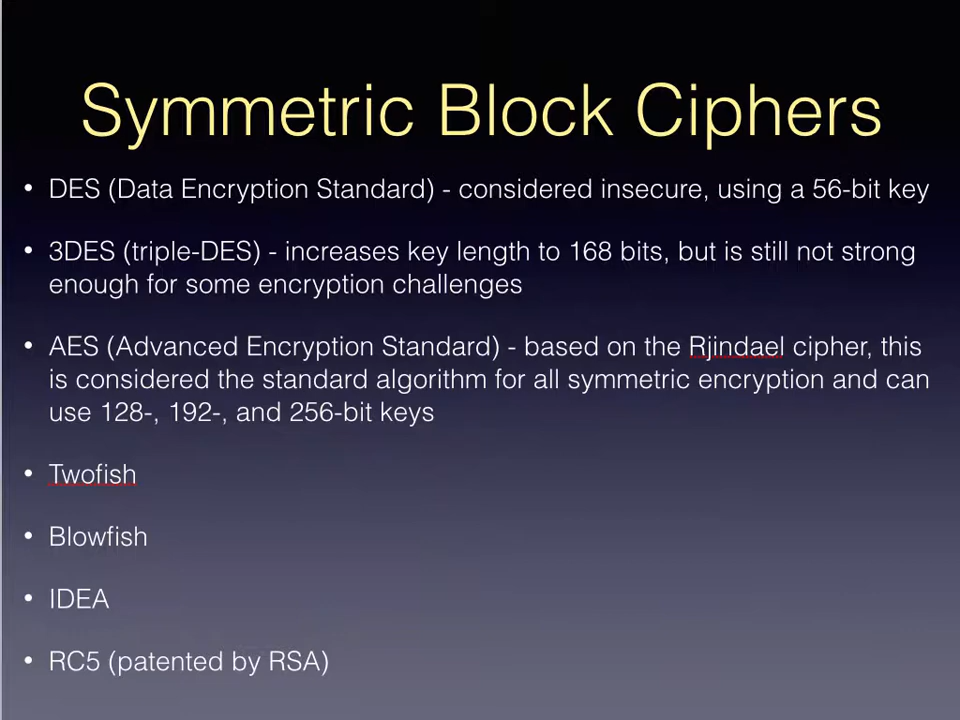 Symmetric Block Ciphers
• DES (Data Encryption Standard) - considered insecure, using a 56-bit key
• 3DES (triple-DES) - increases key length to 168 bits, but is still not strong
enough for some encryption challenges
• AES (Advanced Encryption Standard) - based on the Rjindael cipher, this
is considered the standard algorithm for all symmetric encryption and can
use 128-, 192-, and 256-bit keys
• Twofish
• Blowfish
• IDEA
• RC5 (patented by RSA)